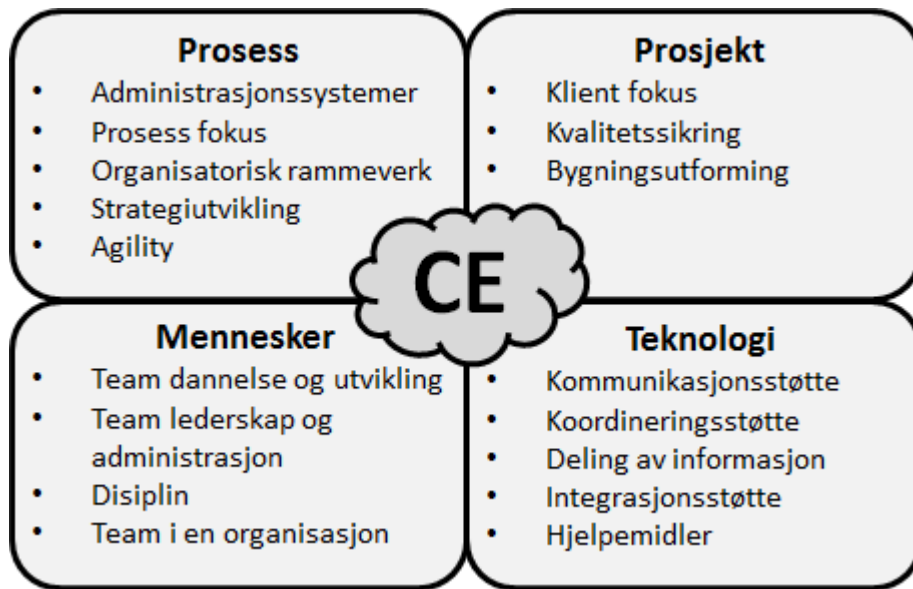 Prosess
• Administrasjonssystemer
• Prosess fokus
• Organisatorisk rammeverk
• Strategiutvikling
• Agility
Prosjekt
• Klient fokus
• Kvalitetssikring
• Bygningsutforming
CE
Mennesker
• Team dannelse og utvikling
• Team lederskap og
administrasjon
• Disiplin
• Team i en organisasjon
Teknologi
• Kommunikasjonsstøtte
• Koordineringsstøtte
• Deling av informasjon
• Integrasjonsstøtte
• Hjelpemidler